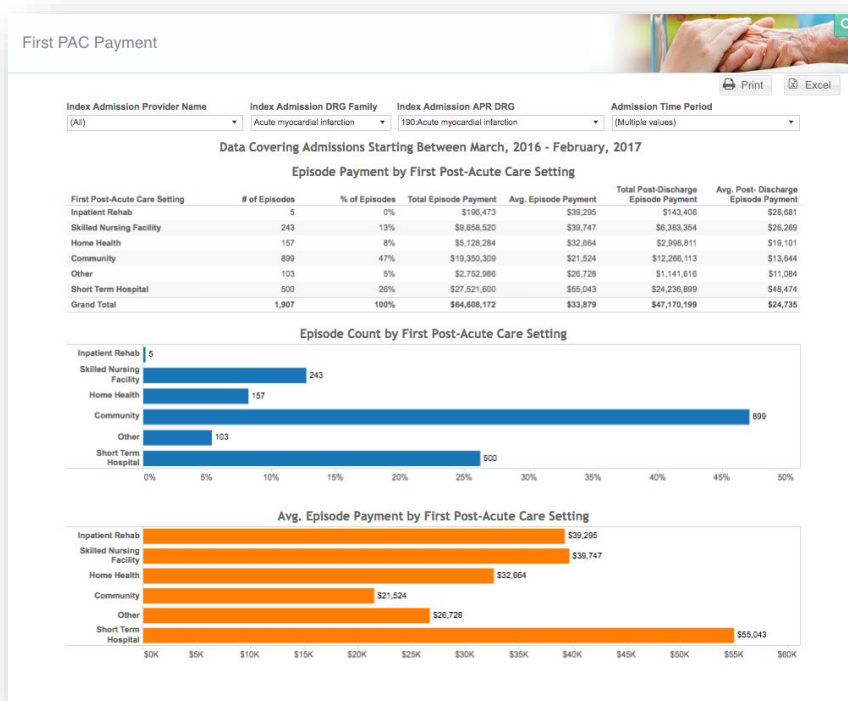 First PAC Payment
Print Excel
Index Admission Provider Name Index Admission DRG Family Index Admission APR DRG Admission Time Period
(All) Acute myocardial infarction 190:Acute myocardial infarction (Multiple values)
Data Covering Admissions Starting Between March, 2016 - February, 2017
Episode Payment by First Post-Acute Care Setting
First Post-Acute Care Setting # of Episodes % of Episodes Total Episode Payment Avg. Episode Payment Total Post-Discharge Episode Payment Avg. Post- Discharge Episode Payment
Inpatient Rehab 5 0% $196,473 $39,295 $143,406 $28,681
Skilled Nursing Facility 243 13% $9,658,520 $39,747 $6,383,354 $26,269
Home Health 157 8% $5,128,284 $32,664 $2,998,811 $19,101
Community 899 47% $19,350,309 $21,524 $12,266,113 $13,644
Other 103 5% $2,752,986 $26,728 $1,141,616 $11,084
Short Term Hospital 500 26% $27,521,600 $55,043 $24,236,899 $48,474
Grand Total 1,907 100% $64,608,172 $33,879 $47,170,199 $24,735
Episode Count by First Post-Acute Care Setting
Inpatient Rehab 5
Skilled Nursing
Facility 243
Home Health 157
Community 899
Other 103
Short Term
Hospital 500
0% 5% 10% 15% 20% 25% 30% 35% 40% 45% 50%
Avg. Episode Payment by First Post-Acute Care Setting
Inpatient Rehab $39,295
Skilled Nursing
Facility $39,747
Home Health $32,664
Community $21,524
Other $26,728
Short Term
Hospital $55,043
$0K $5K $10K $15K $20K $25K $30K $35K $40K $45K $50K $55K $60K